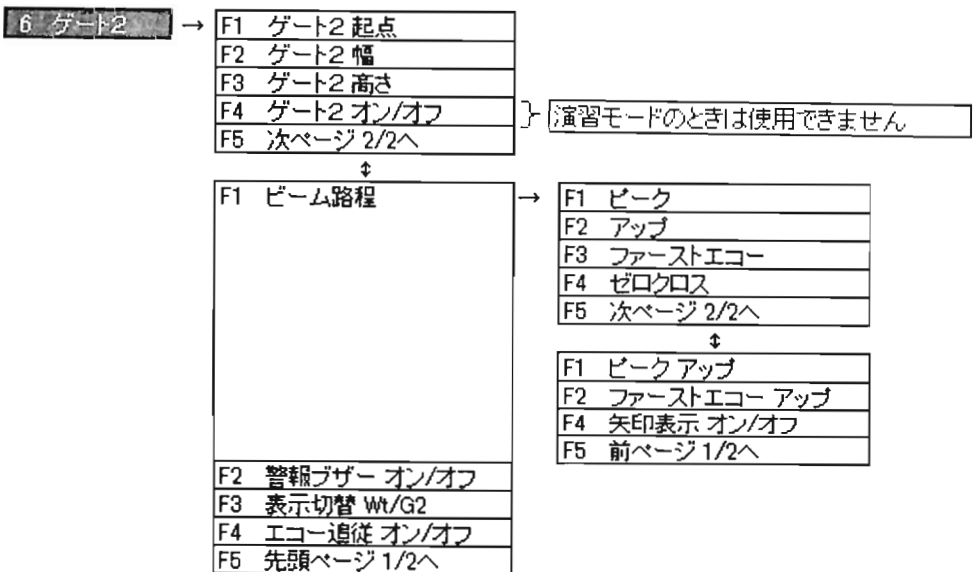 6 ゲート2 → F1 ゲート2 起点
F2 ゲート2 幅
F3 ゲート2 高さ
F4 ゲート2 オン/オフ
演習モードのときは使用できません
F5 次ページ 2/2へ
↕
F1 ビーム路程 →
F1 ピーク
F2 アップ
F3 ファーストエコー
F4 ゼロクロス
F5 次ページ 2/2へ
↕
F1 ピーク アップ
F2 ファーストエコー アップ
F4 矢印表示 オン/オフ
F5 前ページ 1/2へ
F2 警報ブザー オン/オフ
F3 表示切替 Wt/G2
F4 エコー追従 オン/オフ
F5 先頭ページ 1/2へ